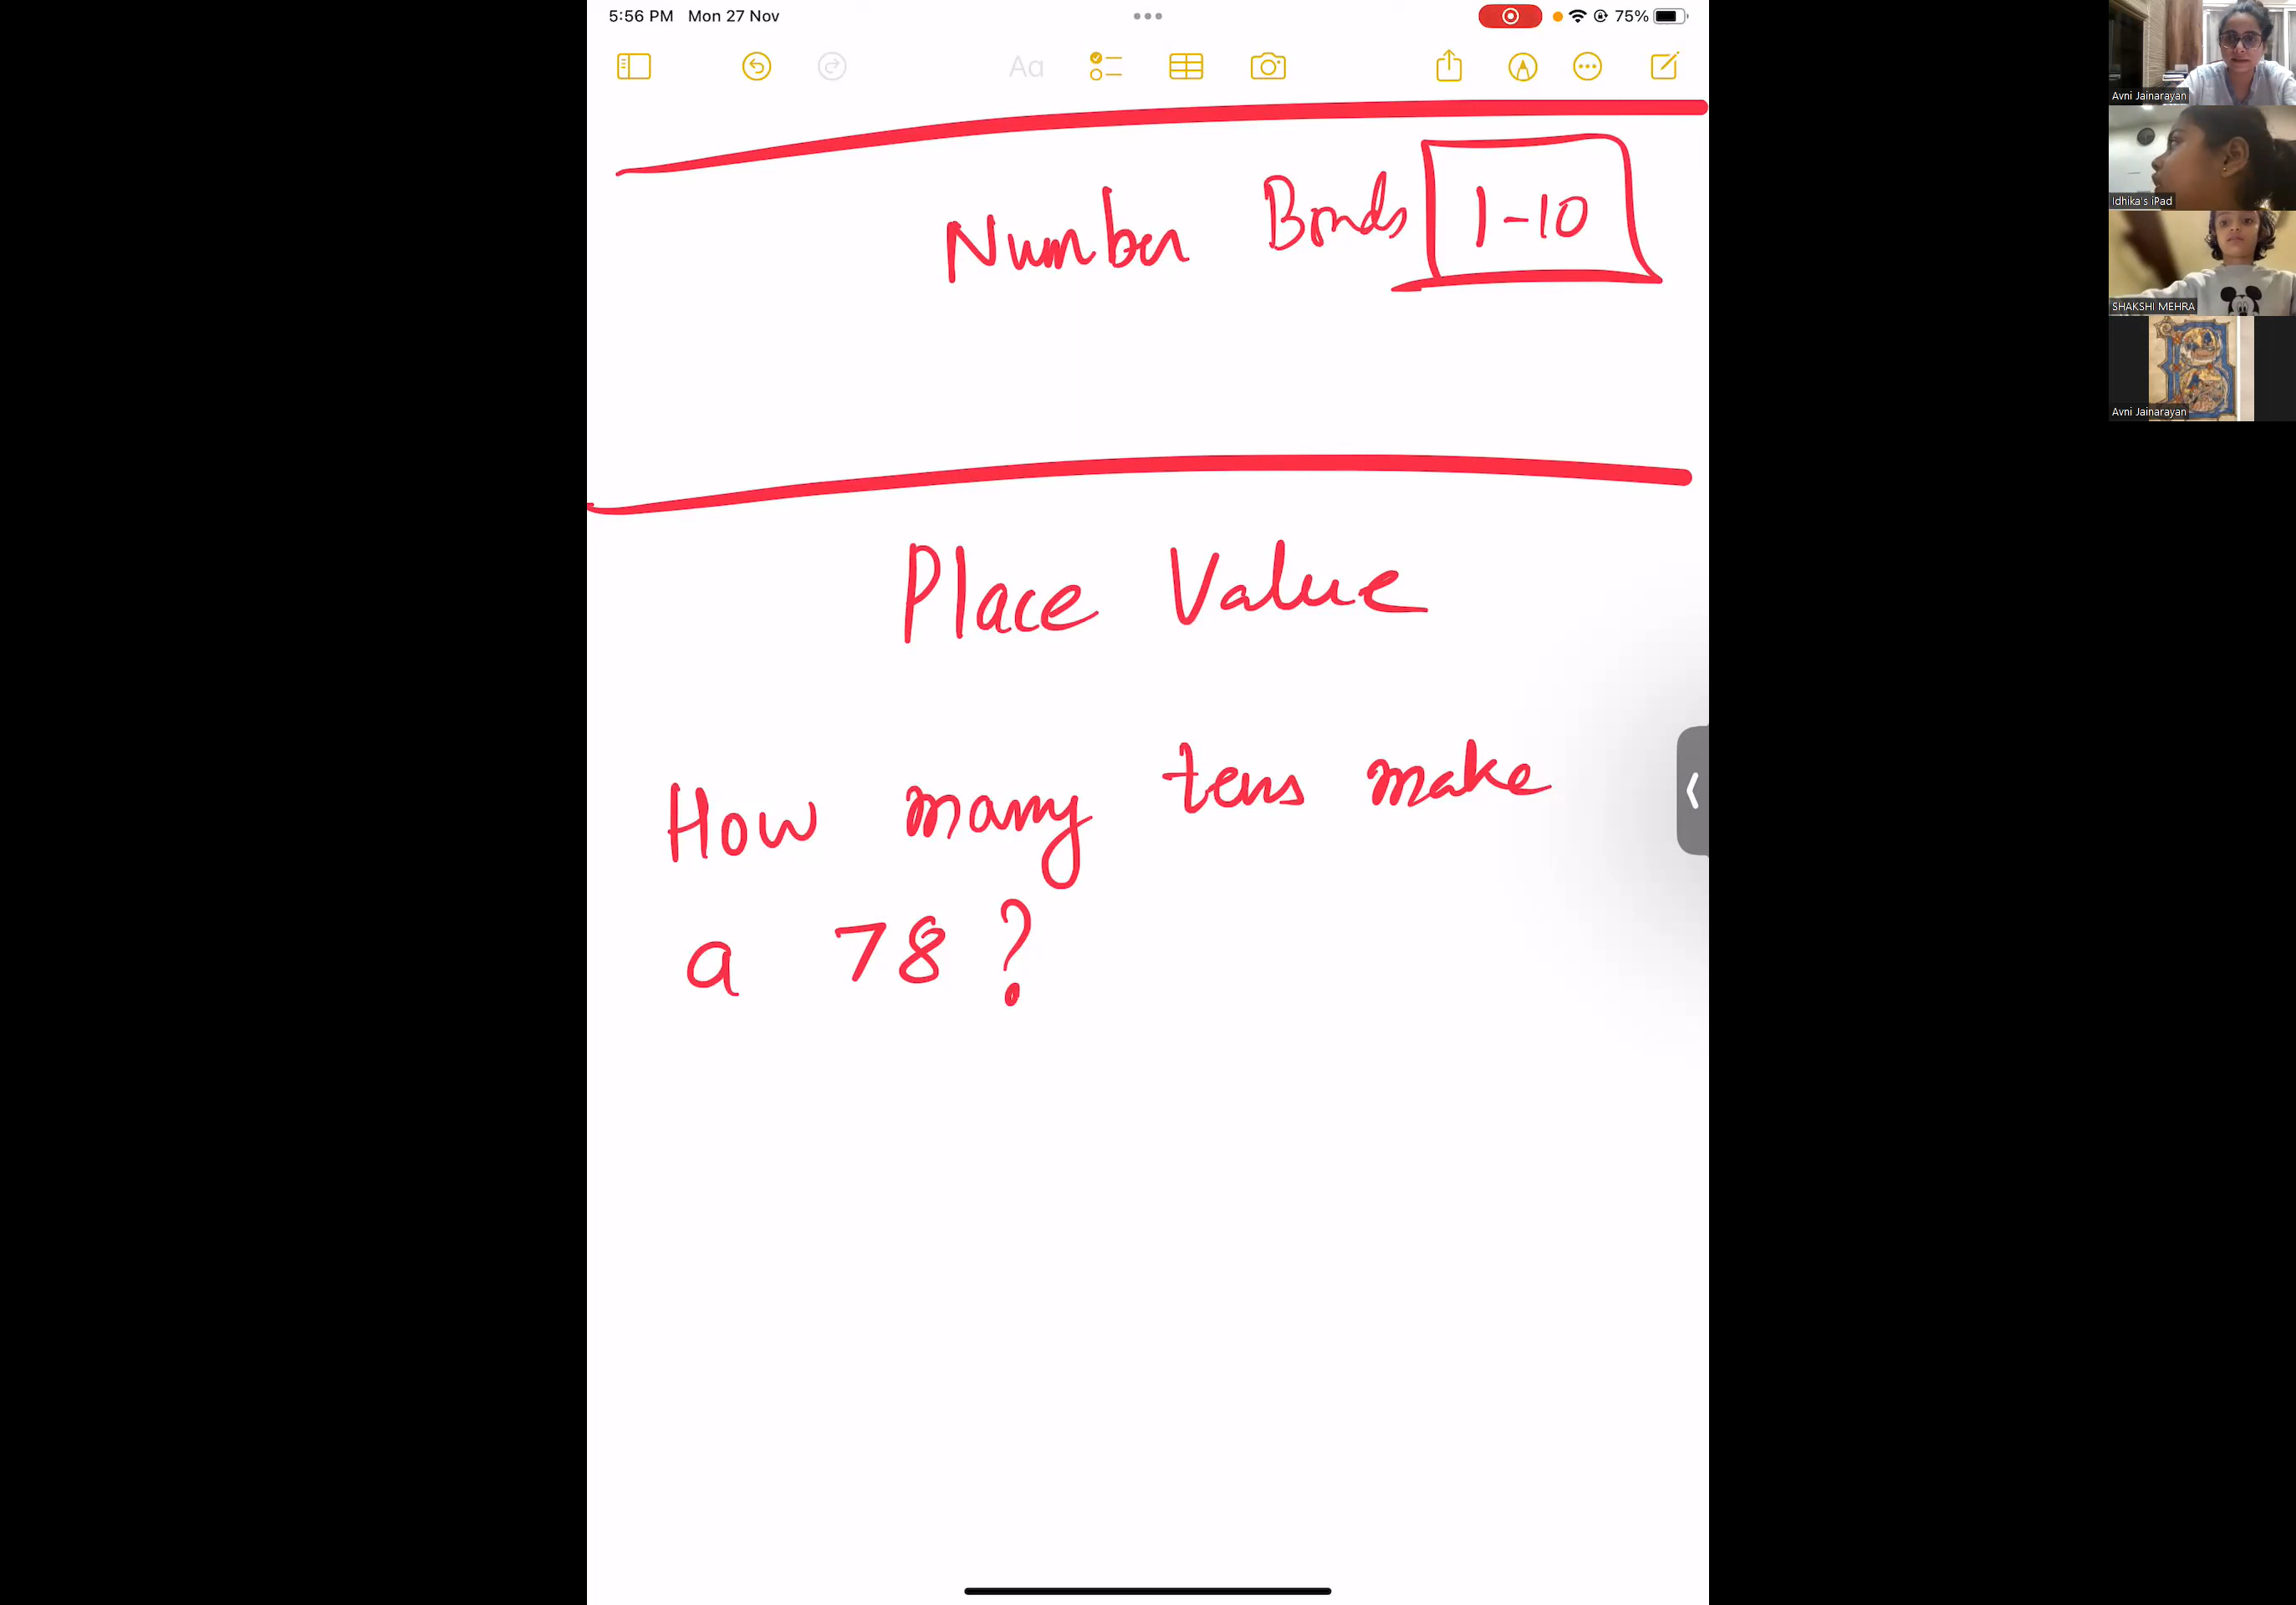 5:56 PM Mon 27 Nov
75%
Aa
Number Bonds 1-10
Place Value
How many tens make
a 78?
Avni Jainarayan
Idhika's iPad
SHAKSHI MEHRA
Avni Jainarayan